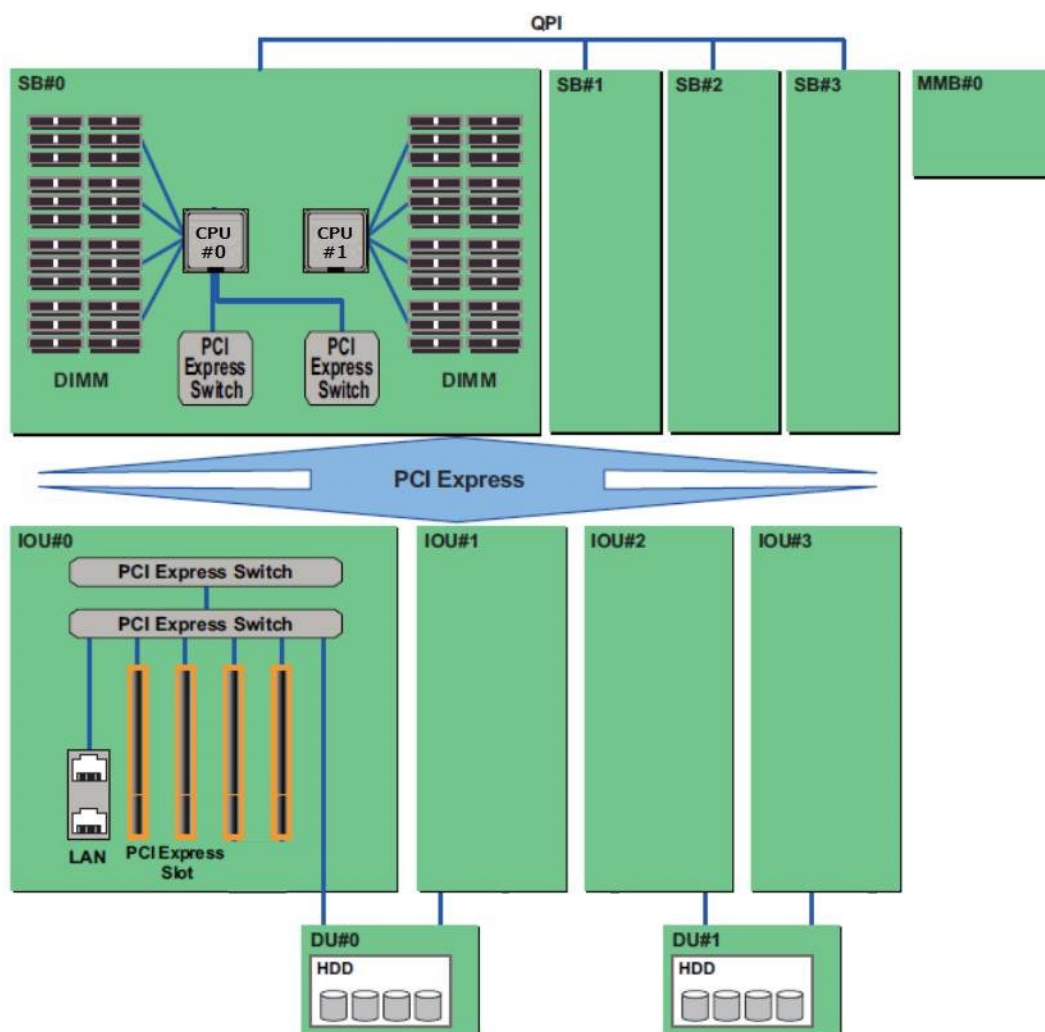 QPI
SB#0
SB#1
SB#2
SB#3
MMB#0
CPU
#0
CPU
#1
PCI
Express
Switch
PCI
Express
Switch
DIMM
DIMM
PCI Express
IOU#0
IOU#1
IOU#2
IOU#3
PCI Express Switch
PCI Express Switch
LAN
PCI Express
Slot
DU#0
HDD
DU#1
HDD